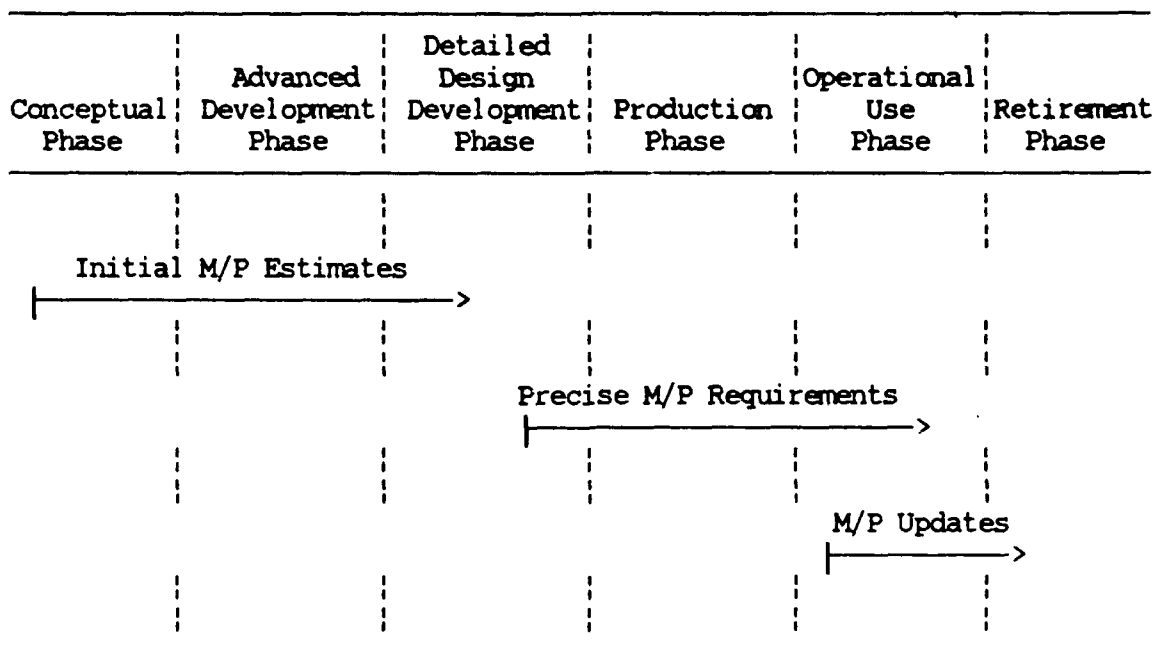 Conceptual Phase
Advanced Development Phase
Detailed Design Development Phase
Production Phase
Operational Use Phase
Retirement Phase
Initial M/P Estimates
Precise M/P Requirements
M/P Updates